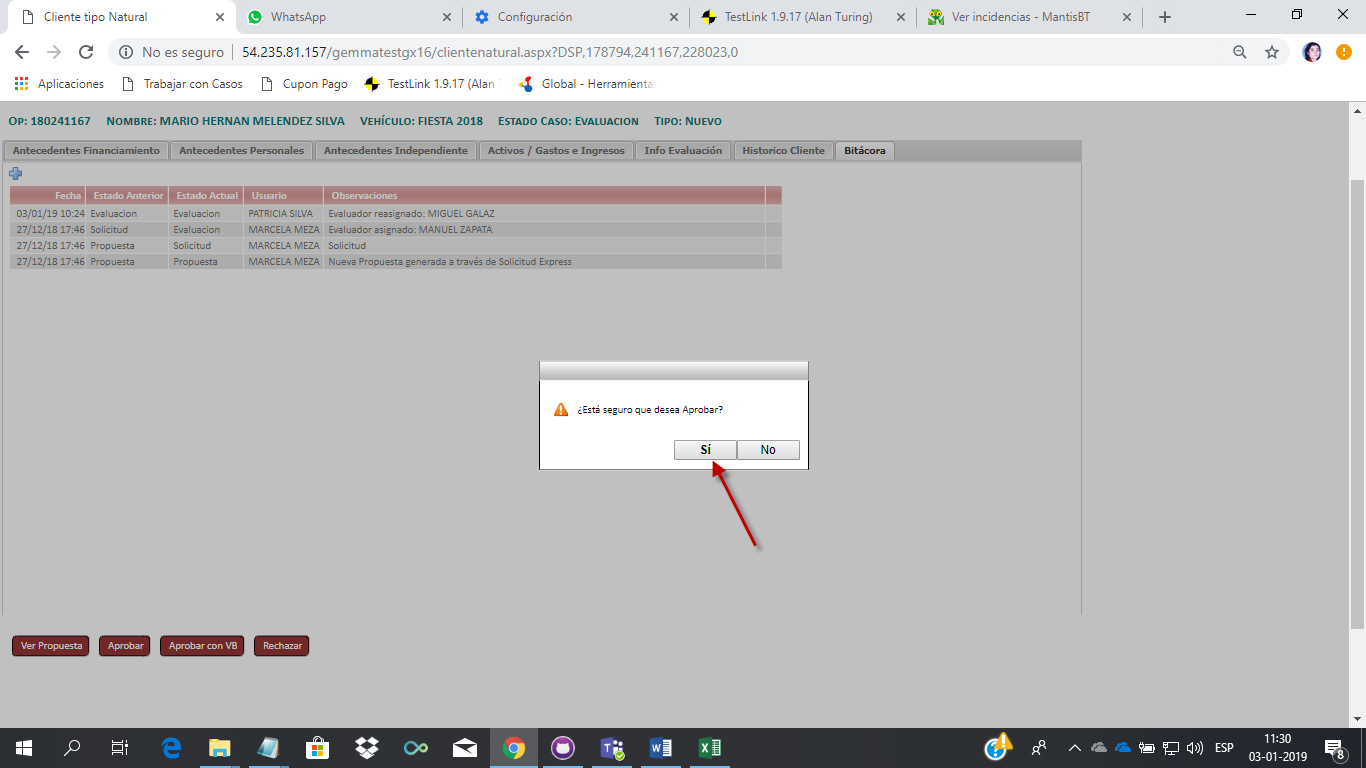 Cliente tipo Natural
WhatsApp
Configuración
TestLink 1.9.17 (Alan Turing)
Ver incidencias - MantisBT
No es seguro
54.235.81.157/gemmatestgx16/clientenatural.aspx?DSP,178794,241167,228023,0
Aplicaciones
Trabajar con Casos
Cupon Pago
TestLink 1.9.17 (Alan
Global - Herramienta
OP: 180241167 NOMBRE: MARIO HERNAN MELENDEZ SILVA VEHÍCULO: FIESTA 2018 ESTADO CASO: EVALUACION TIPO: NUEVO
Antecedentes Financiamiento
Antecedentes Personales
Antecedentes Independiente
Activos / Gastos e Ingresos
Info Evaluación
Historico Cliente
Bitácora
Fecha Estado Anterior Estado Actual Usuario Observaciones
03/01/19 10:24 Evaluacion Evaluacion PATRICIA SILVA Evaluador reasignado: MIGUEL GALAZ
27/12/18 17:46 Solicitud Evaluacion MARCELA MEZA Evaluador asignado: MANUEL ZAPATA
27/12/18 17:46 Propuesta Solicitud MARCELA MEZA Solicitud
27/12/18 17:46 Propuesta Propuesta MARCELA MEZA Nueva Propuesta generada a través de Solicitud Express
¿Está seguro que desea Aprobar?
Sí
No
Ver Propuesta
Aprobar
Aprobar con VB
Rechazar
ESP
11:30
03-01-2019
8